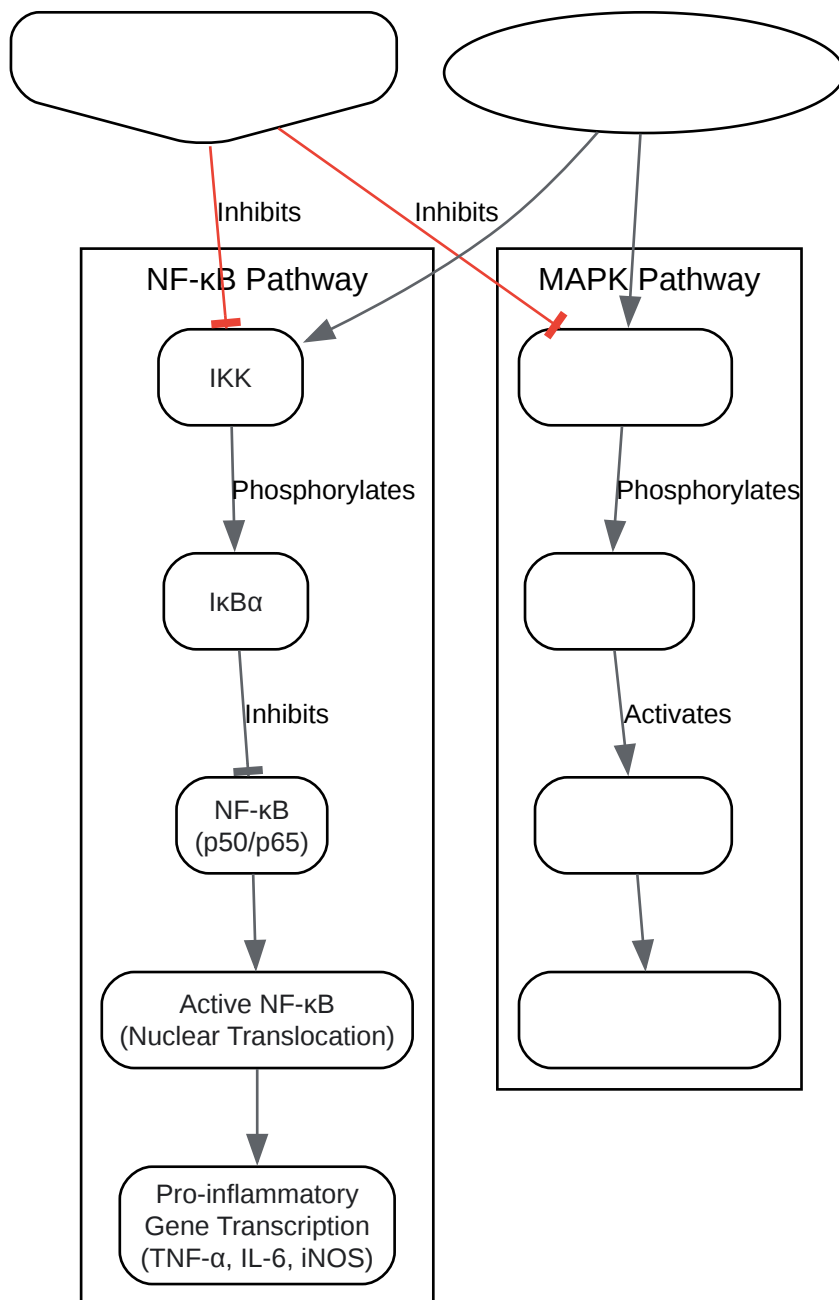 Inhibits
Inhibits
NF-κB Pathway
MAPK Pathway
IKK
Phosphorylates
Phosphorylates
IκBα
Inhibits
Activates
NF-κB
(p50/p65)
Active NF-κB
(Nuclear Translocation)
Pro-inflammatory
Gene Transcription
(TNF-α, IL-6, iNOS)